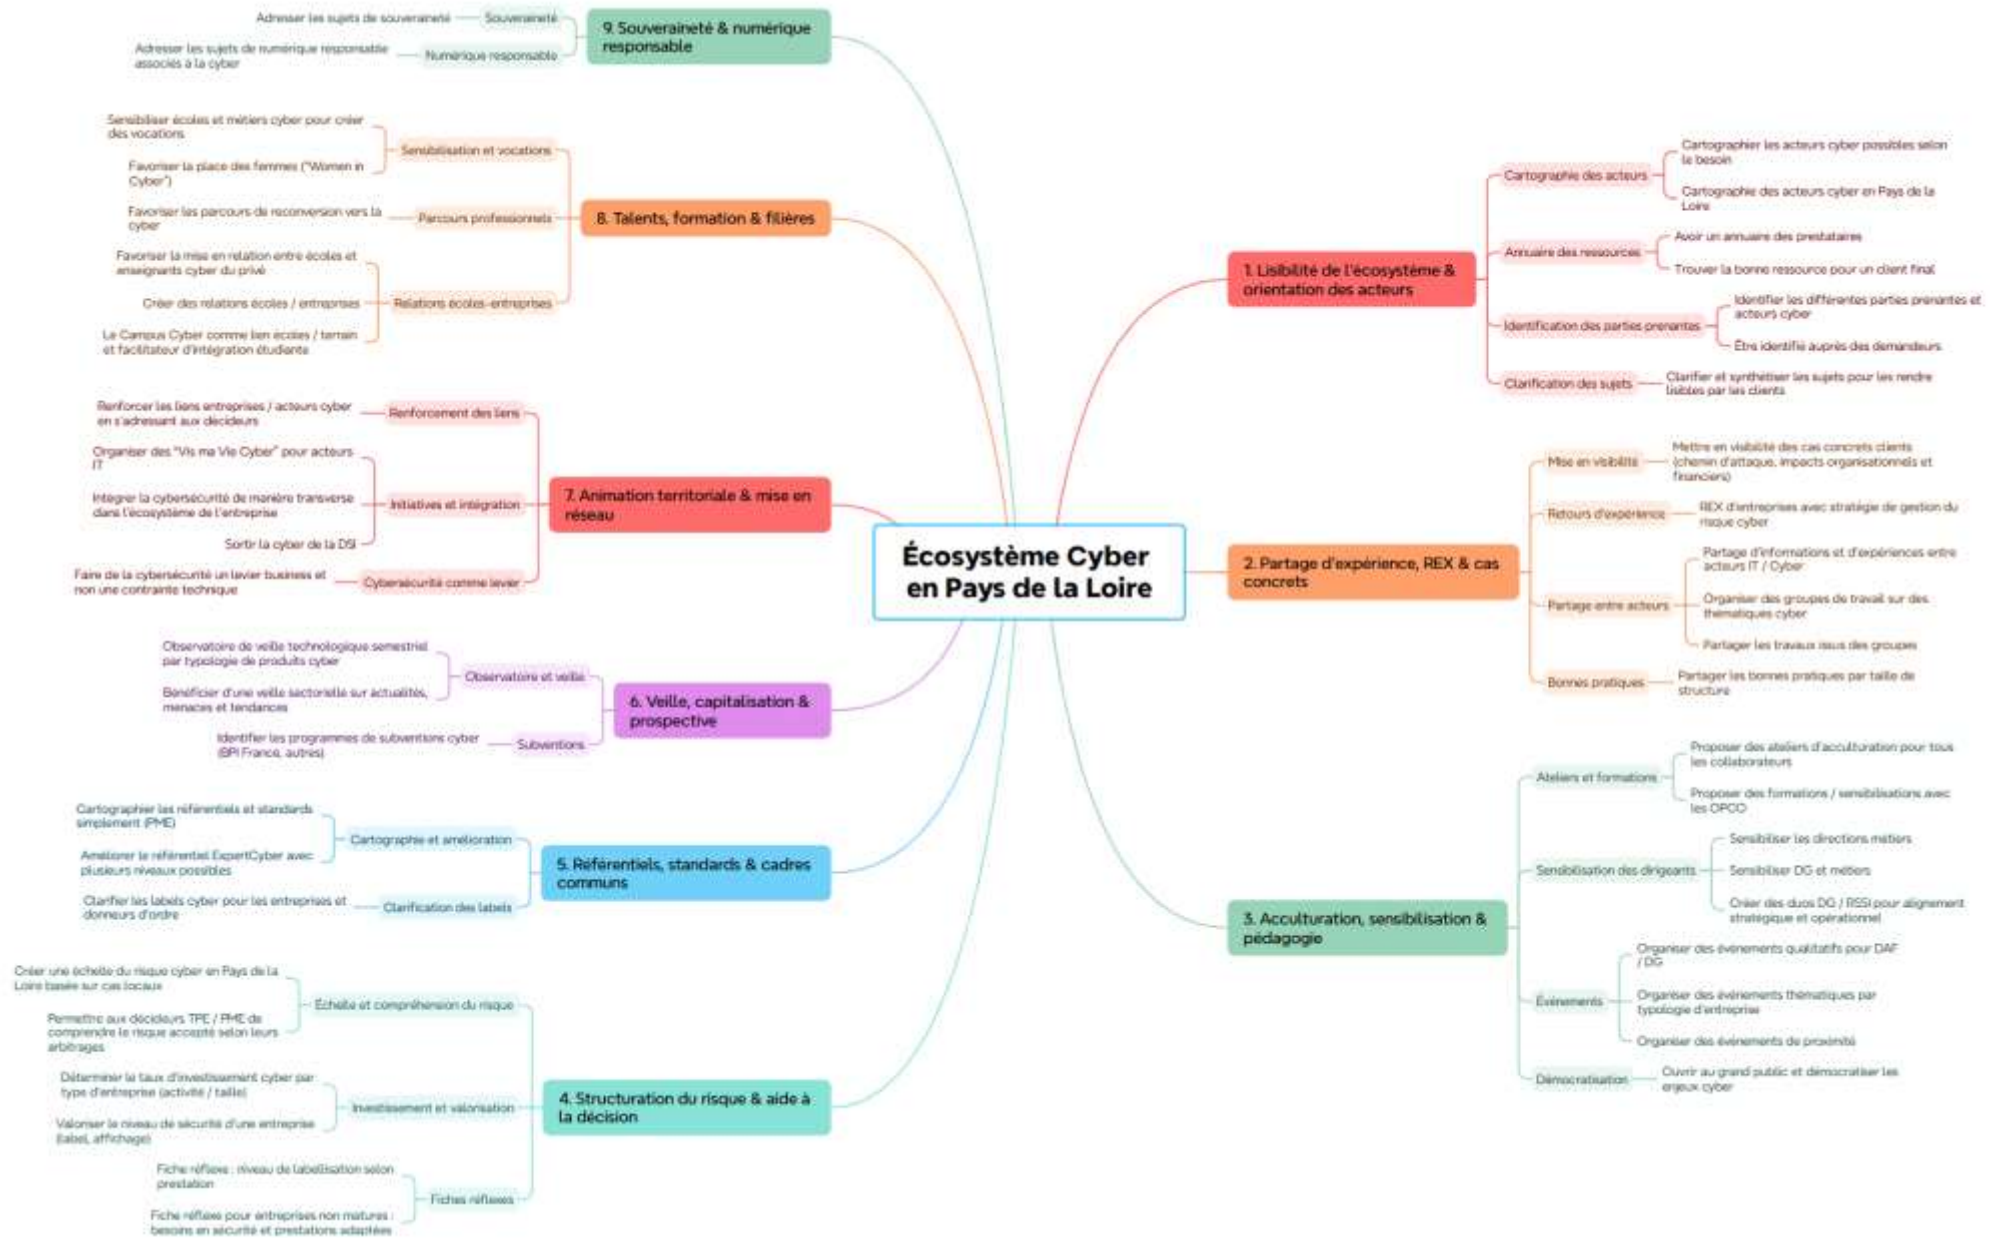 Écosystème Cyber
en Pays de la Loire
1. Lisibilité de l'écosystème &
orientation des acteurs
Cartographie des acteurs
Cartographier les acteurs cyber possibles selon
le besoin
Cartographie des acteurs cyber en Pays de la
Loire
Annuaire des ressources
Avoir un annuaire des prestataires
Trouver la bonne ressource pour un client final
Identification des parties prenantes
Identifier les différentes parties prenantes et
acteurs cyber
Être identifié auprès des demandeurs
Clarification des sujets
Clarifier et synthétiser les sujets pour les rendre
lisibles par les clients
2. Partage d'expérience, REX & cas
concrets
Mise en visibilité
Mettre en visibilité des cas concrets clients
(chemin d'attaque, impacts organisationnels et
financiers)
Retours d'expérience
REX d'entreprises avec stratégie de gestion du
risque cyber
Partage entre acteurs
Partage d'informations et d'expériences entre
acteurs IT / Cyber
Organiser des groupes de travail sur des
thématiques cyber
Partager les travaux issus des groupes
Bonnes pratiques
Partager les bonnes pratiques par taille de
structure
3. Acculturation, sensibilisation &
pédagogie
Ateliers et formations
Proposer des ateliers d'acculturation pour tous
les collaborateurs
Proposer des formations / sensibilisations avec
les OPCO
Sensibilisation des dirigeants
Sensibiliser les directions métiers
Sensibiliser DG et métiers
Créer des duos DG / RSSI pour alignement
stratégique et opérationnel
Événements
Organiser des événements qualitatifs pour DAF
/ DG
Organiser des événements thématiques par
typologie d'entreprise
Organiser des événements de proximité
Démocratisation
Ouvrir au grand public et démocratiser les
enjeux cyber
4. Structuration du risque & aide à
la décision
Échelle et compréhension du risque
Créer une échelle du risque cyber en Pays de la
Loire basée sur cas locaux
Permettre aux décideurs TPE / PME de
comprendre le risque accepté selon leurs
arbitrages
Investissement et valorisation
Déterminer le taux d'investissement cyber par
type d'entreprise (activité / taille)
Valoriser le niveau de sécurité d'une entreprise
(label, affichage)
Fiches réflexes
Fiche réflexe : niveau de labellisation selon
prestation
Fiche réflexe pour entreprises non matures :
besoins en sécurité et prestations adaptées
5. Référentiels, standards & cadres
communs
Cartographie et amélioration
Cartographier les référentiels et standards
simplement (PME)
Améliorer le référentiel ExpertCyber avec
plusieurs niveaux possibles
Clarification des labels
Clarifier les labels cyber pour les entreprises et
donneurs d'ordre
6. Veille, capitalisation &
prospective
Observatoire et veille
Observatoire de veille technologique semestriel
par typologie de produits cyber
Bénéficier d'une veille sectorielle sur actualités,
menaces et tendances
Subventions
Identifier les programmes de subventions cyber
(BPI France, autres)
7. Animation territoriale & mise en
réseau
Renforcement des liens
Renforcer les liens entreprises / acteurs cyber
en s'adressant aux décideurs
Initiatives et intégration
Organiser des "Vis ma Vie Cyber" pour acteurs
IT
Intégrer la cybersécurité de manière transverse
dans l'écosystème de l'entreprise
Sortir la cyber de la DSI
Cybersécurité comme levier
Faire de la cybersécurité un levier business et
non une contrainte technique
8. Talents, formation & filières
Sensibilisation et vocations
Sensibiliser écoles et métiers cyber pour créer
des vocations
Favoriser la place des femmes ("Women in
Cyber")
Parcours professionnels
Favoriser les parcours de reconversion vers la
cyber
Relations écoles-entreprises
Favoriser la mise en relation entre écoles et
enseignants cyber du privé
Créer des relations écoles / entreprises
Le Campus Cyber comme lien écoles / terrain
et facilitateur d'intégration étudiante
9. Souveraineté & numérique
responsable
Souveraineté
Adresser les sujets de souveraineté
Numérique responsable
Adresser les sujets de numérique responsable
associés à la cyber